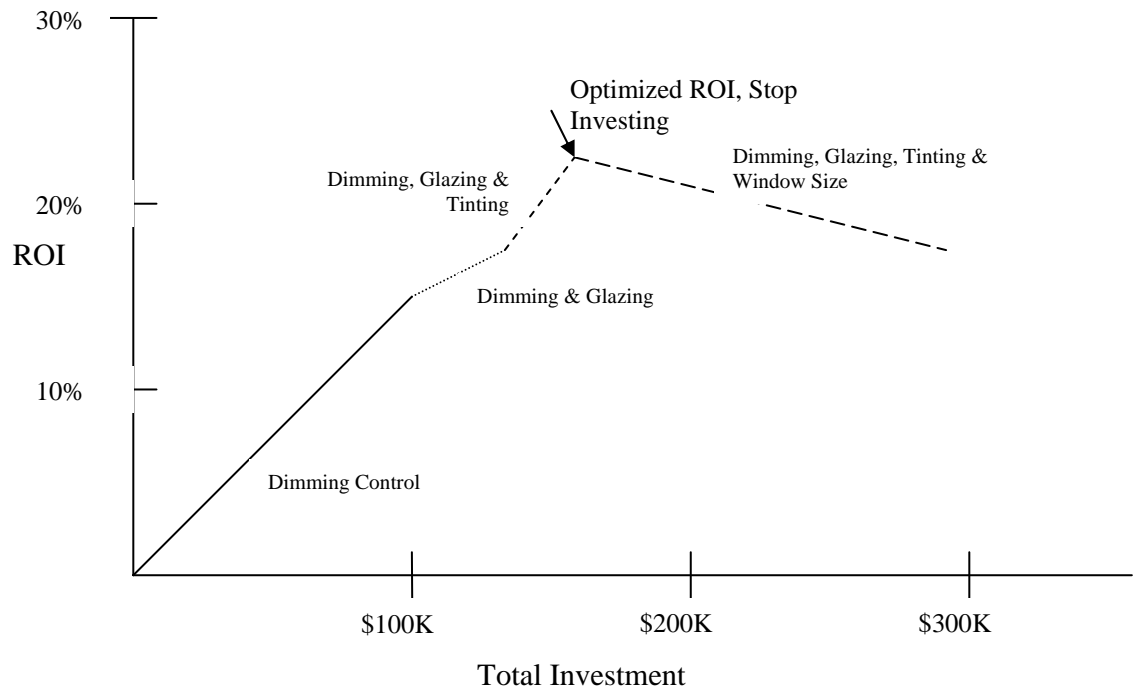 30%
Optimized ROI, Stop
Investing
Dimming, Glazing, Tinting &
Window Size
Dimming, Glazing &
Tinting
20%
ROI
Dimming & Glazing
10%
Dimming Control
$100K
$200K
$300K
Total Investment